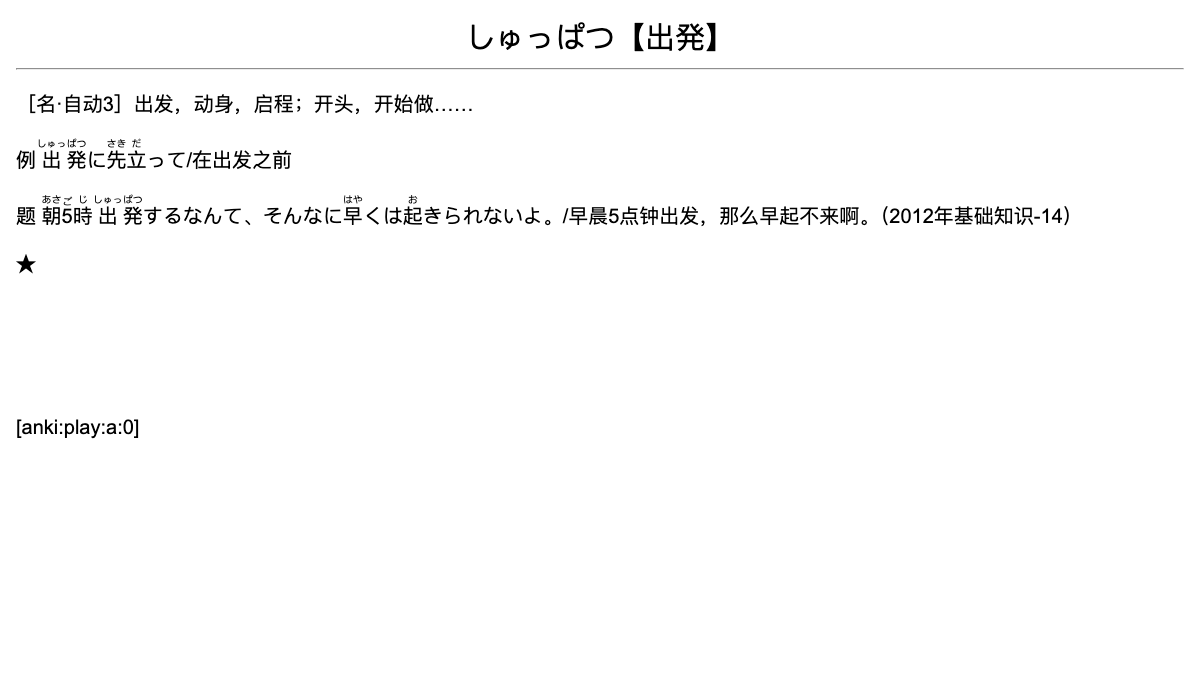 しゅっぱつ【出発】
［名·自动3］出发，动身，启程；开头，开始做……
しゅっぱつ さき だ
例 出発に先立って/在出发之前
あさ ご じ しゅっぱつ はや お
题 朝5時出発するなんて、そんなに早くは起きられないよ。/早晨5点钟出发，那么早起不来啊。（2012年基础知识-14）
★
[anki:play:a:0]